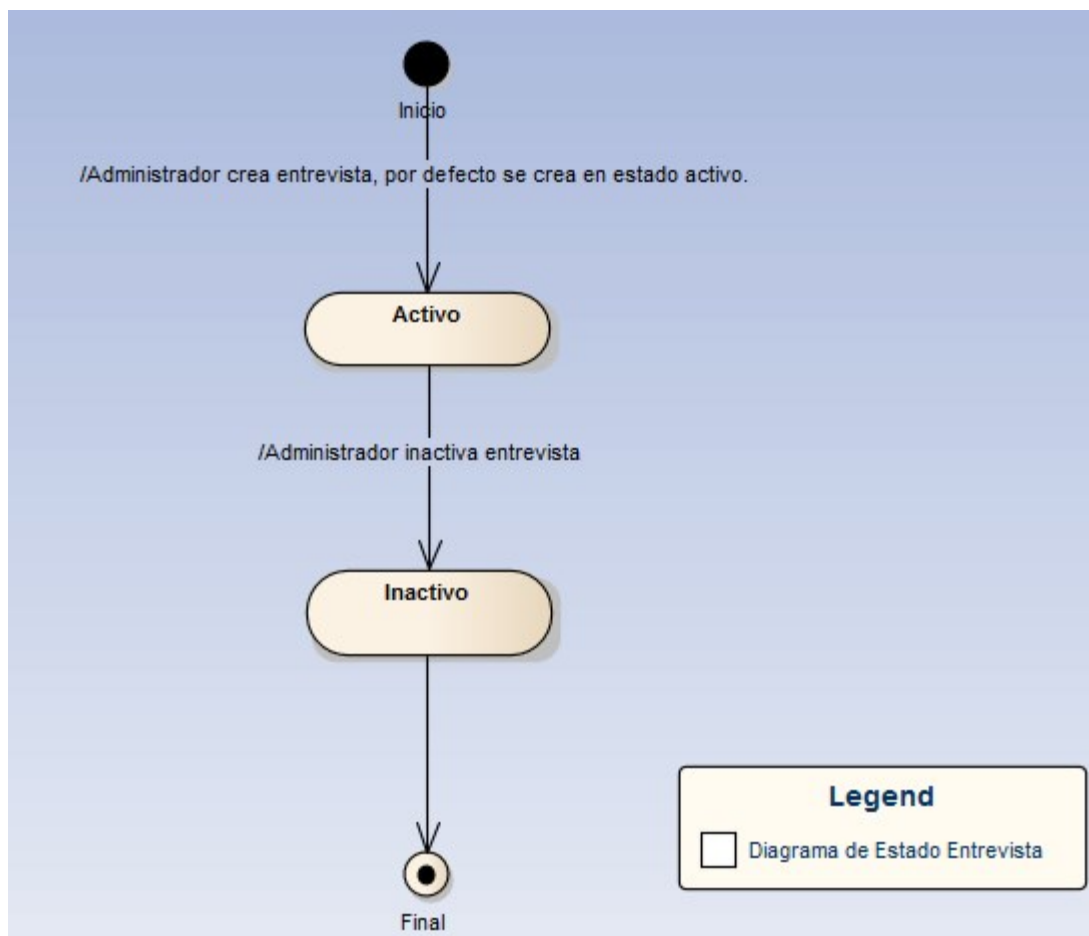 Inicio
/Administrador crea entrevista, por defecto se crea en estado activo.
Activo
/Administrador inactiva entrevista
Inactivo
Legend
Diagrama de Estado Entrevista
Final